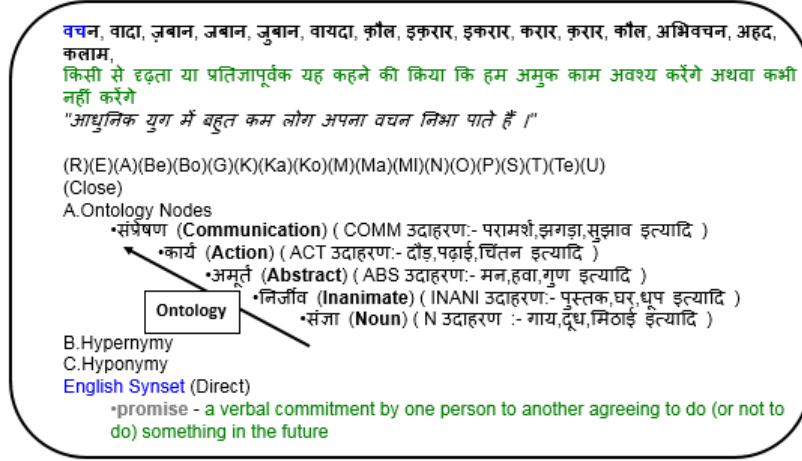 वचन, वादा, ज़बान, जबान, जुबान, वायदा, क़ौल, इक़रार, इकरार, करार, क़रार, कौल, अभिवचन, अहद,
कलाम,
किसी से दृढ़ता या प्रतिज्ञापूर्वक यह कहने की क्रिया कि हम अमुक काम अवश्य करेंगे अथवा कभी
नहीं करेंगे
"आधुनिक युग में बहुत कम लोग अपना वचन निभा पाते हैं ।"
(R)(E)(A)(Be)(Bo)(G)(K)(Ka)(Ko)(M)(Ma)(MI)(N)(O)(P)(S)(T)(Te)(U)
(Close)
A.Ontology Nodes
•संप्रेषण (Communication) ( COMM उदाहरण:- परामर्श,झगड़ा,सुझाव इत्यादि )
•कार्य (Action) ( ACT उदाहरण:- दौड़,पढ़ाई,चिंतन इत्यादि )
•अमूर्त (Abstract) ( ABS उदाहरण:- मन,हवा,गुण इत्यादि )
•निर्जीव (Inanimate) ( INANI उदाहरण:- पुस्तक,घर,धूप इत्यादि )
Ontology
•संज्ञा (Noun) ( N उदाहरण :- गाय,दूध,मिठाई इत्यादि )
B.Hypernymy
C.Hyponymy
English Synset (Direct)
•promise - a verbal commitment by one person to another agreeing to do (or not to
do) something in the future